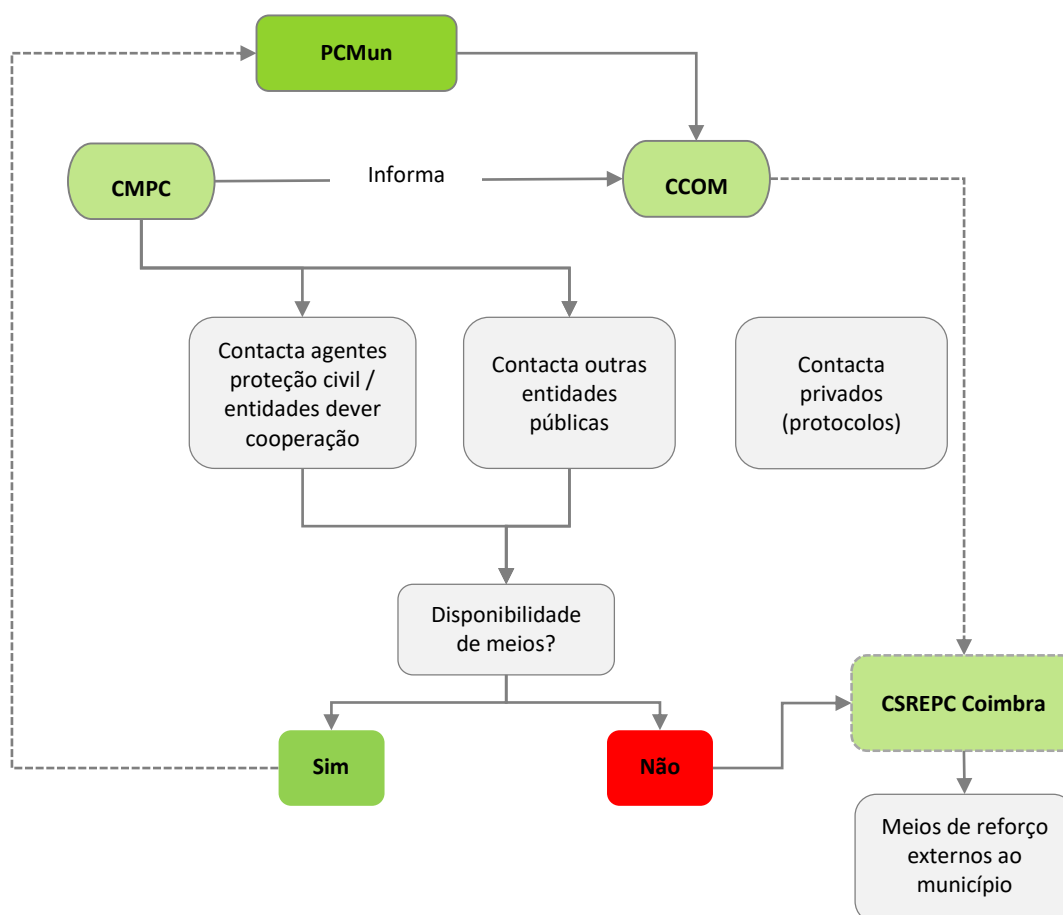 PCMun
CMPC
Informa
CCOM
Contacta agentes
proteção civil /
entidades dever
cooperação
Contacta outras
entidades
públicas
Contacta
privados
(protocolos)
Disponibilidade
de meios?
CSREPC Coimbra
Sim
Não
Meios de reforço
externos ao
município